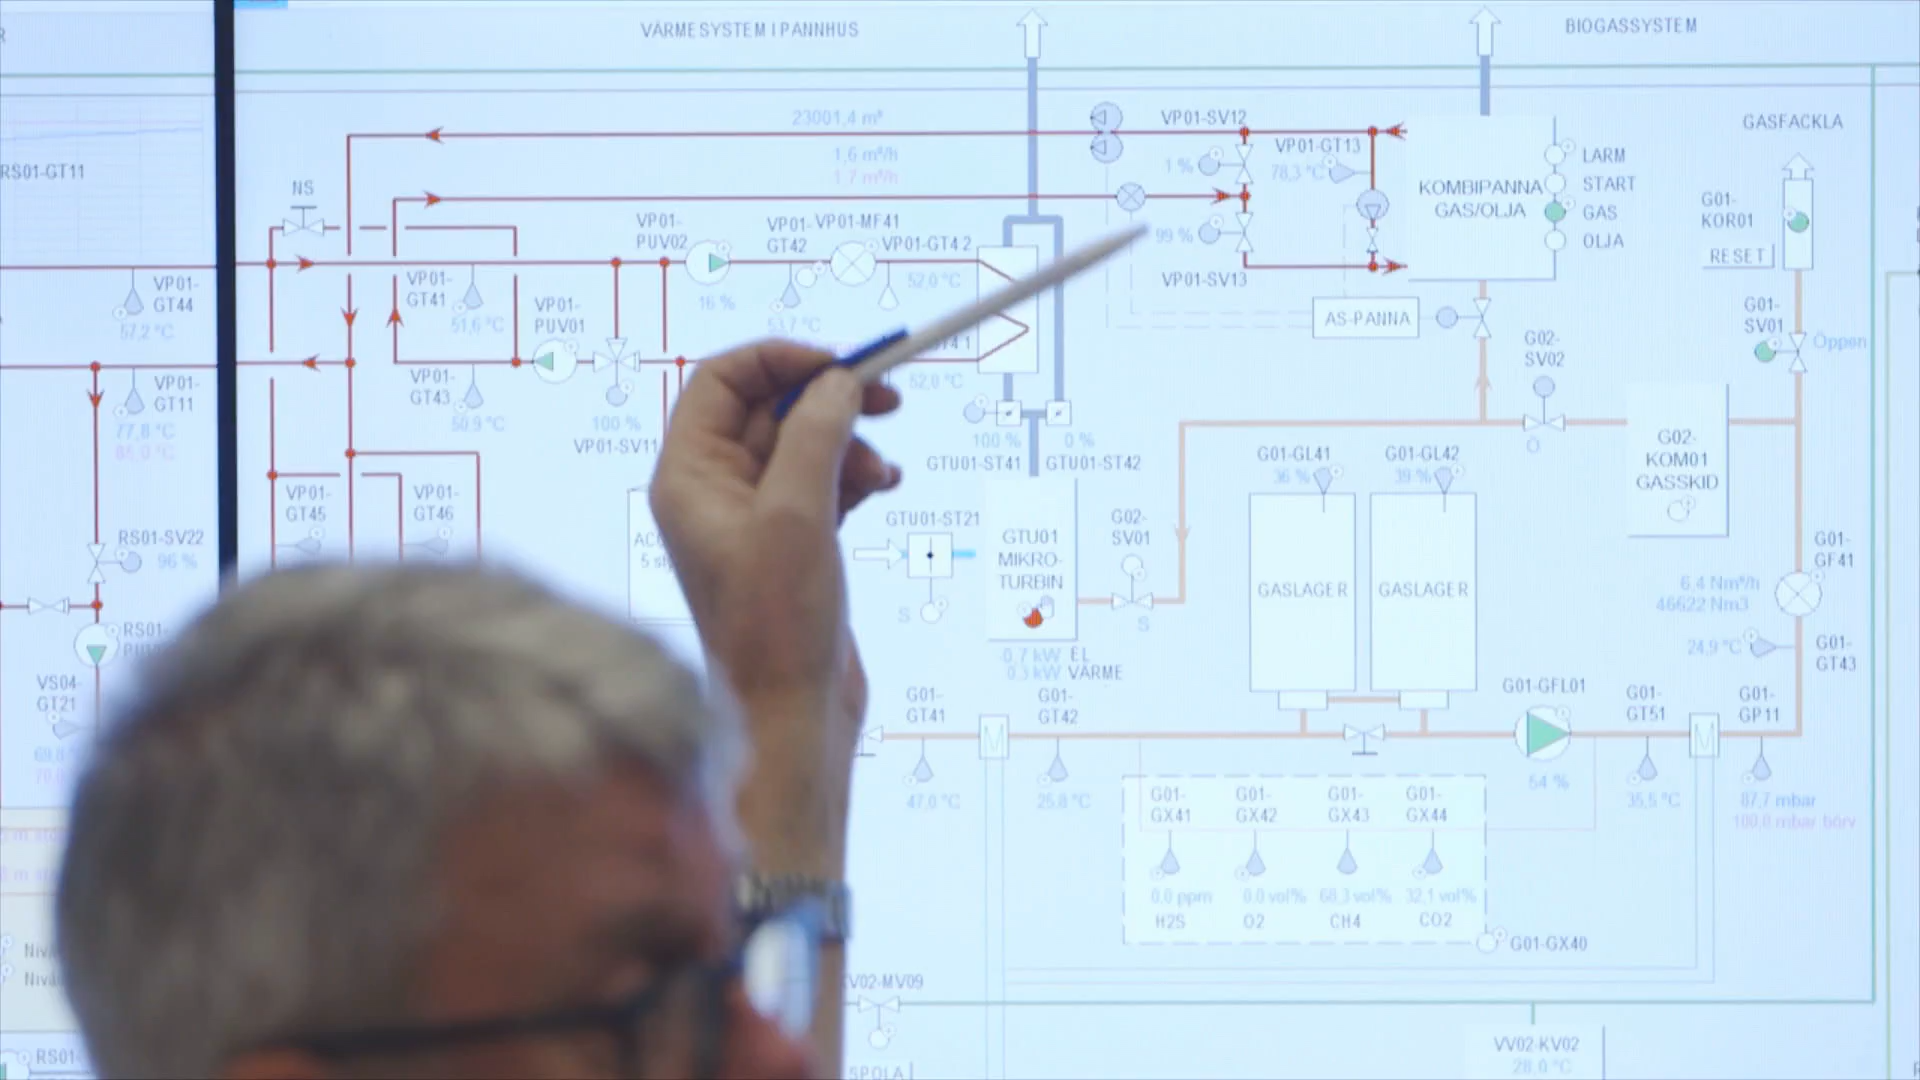 VÄRMESYSTEM I PANNHUS
BIOGASSYSTEM
RS01-GT11
23001,4 m³
1,6 m³/h
1,7 m³/h
NS
VP01-SV12
VP01-GT13
78,3 °C
1 %
99 %
VP01-SV13
KOMBIPANNA
GAS/OLJA
LARM
START
GAS
OLJA
GASFACKLA
G01-
KOR01
RESET
G01-
SV01
Öppen
VP01-
GT44
57,2 °C
VP01-
GT41
51,6 °C
VP01-
PUV02
16 %
VP01-
GT42
53,7 °C
VP01-MF41
VP01-GT4 2
52,0 °C
52,0 °C
VP01-
PUV01
AS-PANNA
G02-
SV02
Ö
VP01-
GT11
77,8 °C
85,0 °C
VP01-
GT43
50,9 °C
100 %
VP01-SV11
100 %
0 %
GTU01-ST41
GTU01-ST42
G01-GL41
36 %
G01-GL42
39 %
G02-
KOM01
GASSKID
VP01-
GT45
VP01-
GT46
RS01-SV22
96 %
5 st
GTU01-ST21
S
GTU01
MIKRO-
TURBIN
G02-
SV01
S
GASLAGER
GASLAGER
G01-
GF41
6,4 Nm³/h
46622 Nm3
24,9 °C
G01-
GT43
RS01-
-0,7 kW EL
0,3 kW VÄRME
VS04-
GT21
G01-
GT41
47,0 °C
G01-
GT42
25,8 °C
G01-GFL01
54 %
G01-
GT51
35,5 °C
G01-
GP11
87,7 mbar
100,0 mbar börv
G01-
GX41
G01-
GX42
G01-
GX43
G01-
GX44
0,0 ppm
0,0 vol%
68,3 vol%
32,1 vol%
H2S
O2
CH4
CO2
G01-GX40
V02-MV09
SPOLA
VV02-KV02
28,0 °C
RS01-